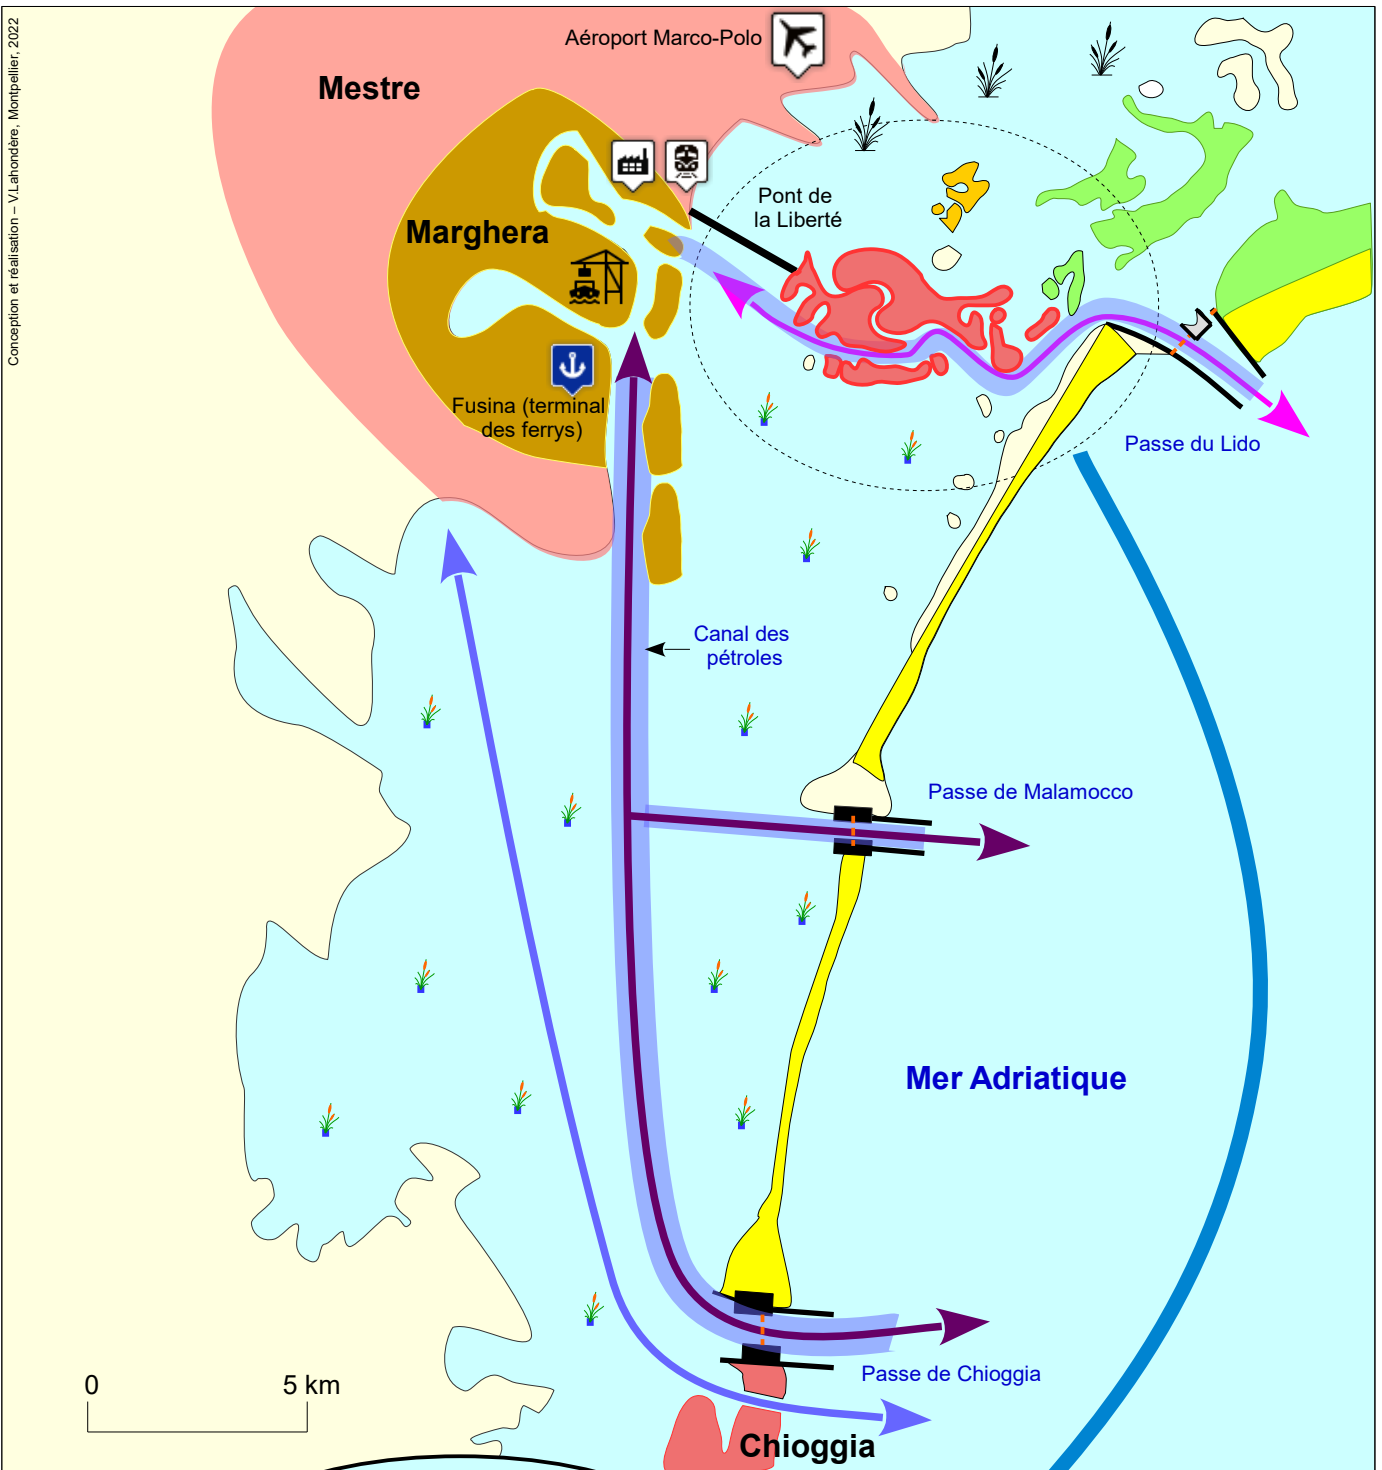 Conception et réalisation – V.Lahondère, Montpellier, 2022
Aéroport Marco-Polo
Mestre
Pont de
la Liberté
Marghera
Fusina (terminal
des ferrys)
Passe du Lido
Canal des
pétroles
Passe de Malamocco
Mer Adriatique
Passe de Chioggia
0 5 km
Chioggia